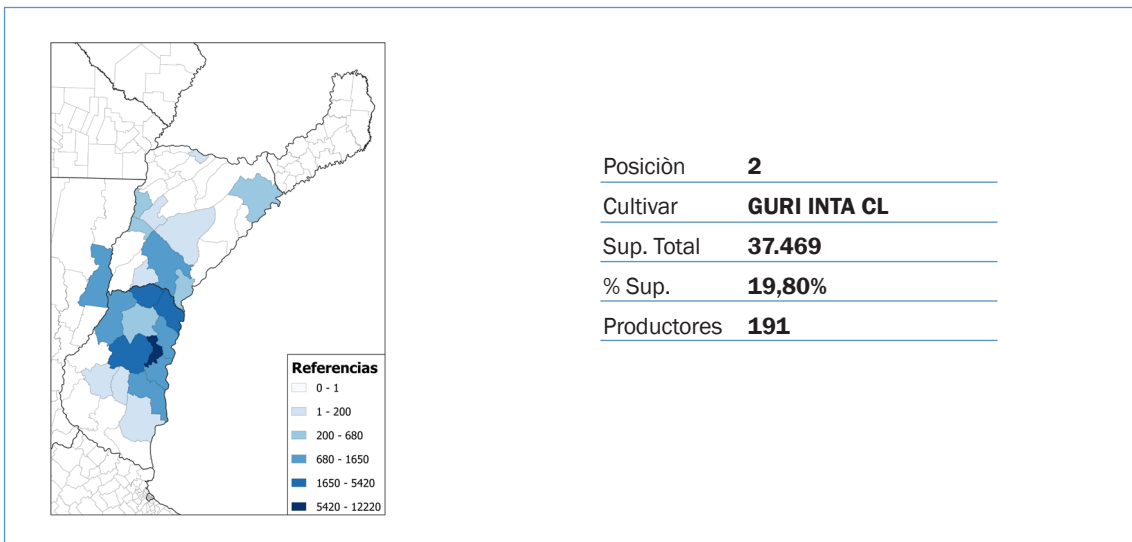 Referencias
0 - 1
1 - 200
200 - 680
680 - 1650
1650 - 5420
5420 - 12220
Posiciòn 2
Cultivar GURI INTA CL
Sup. Total 37.469
% Sup. 19,80%
Productores 191